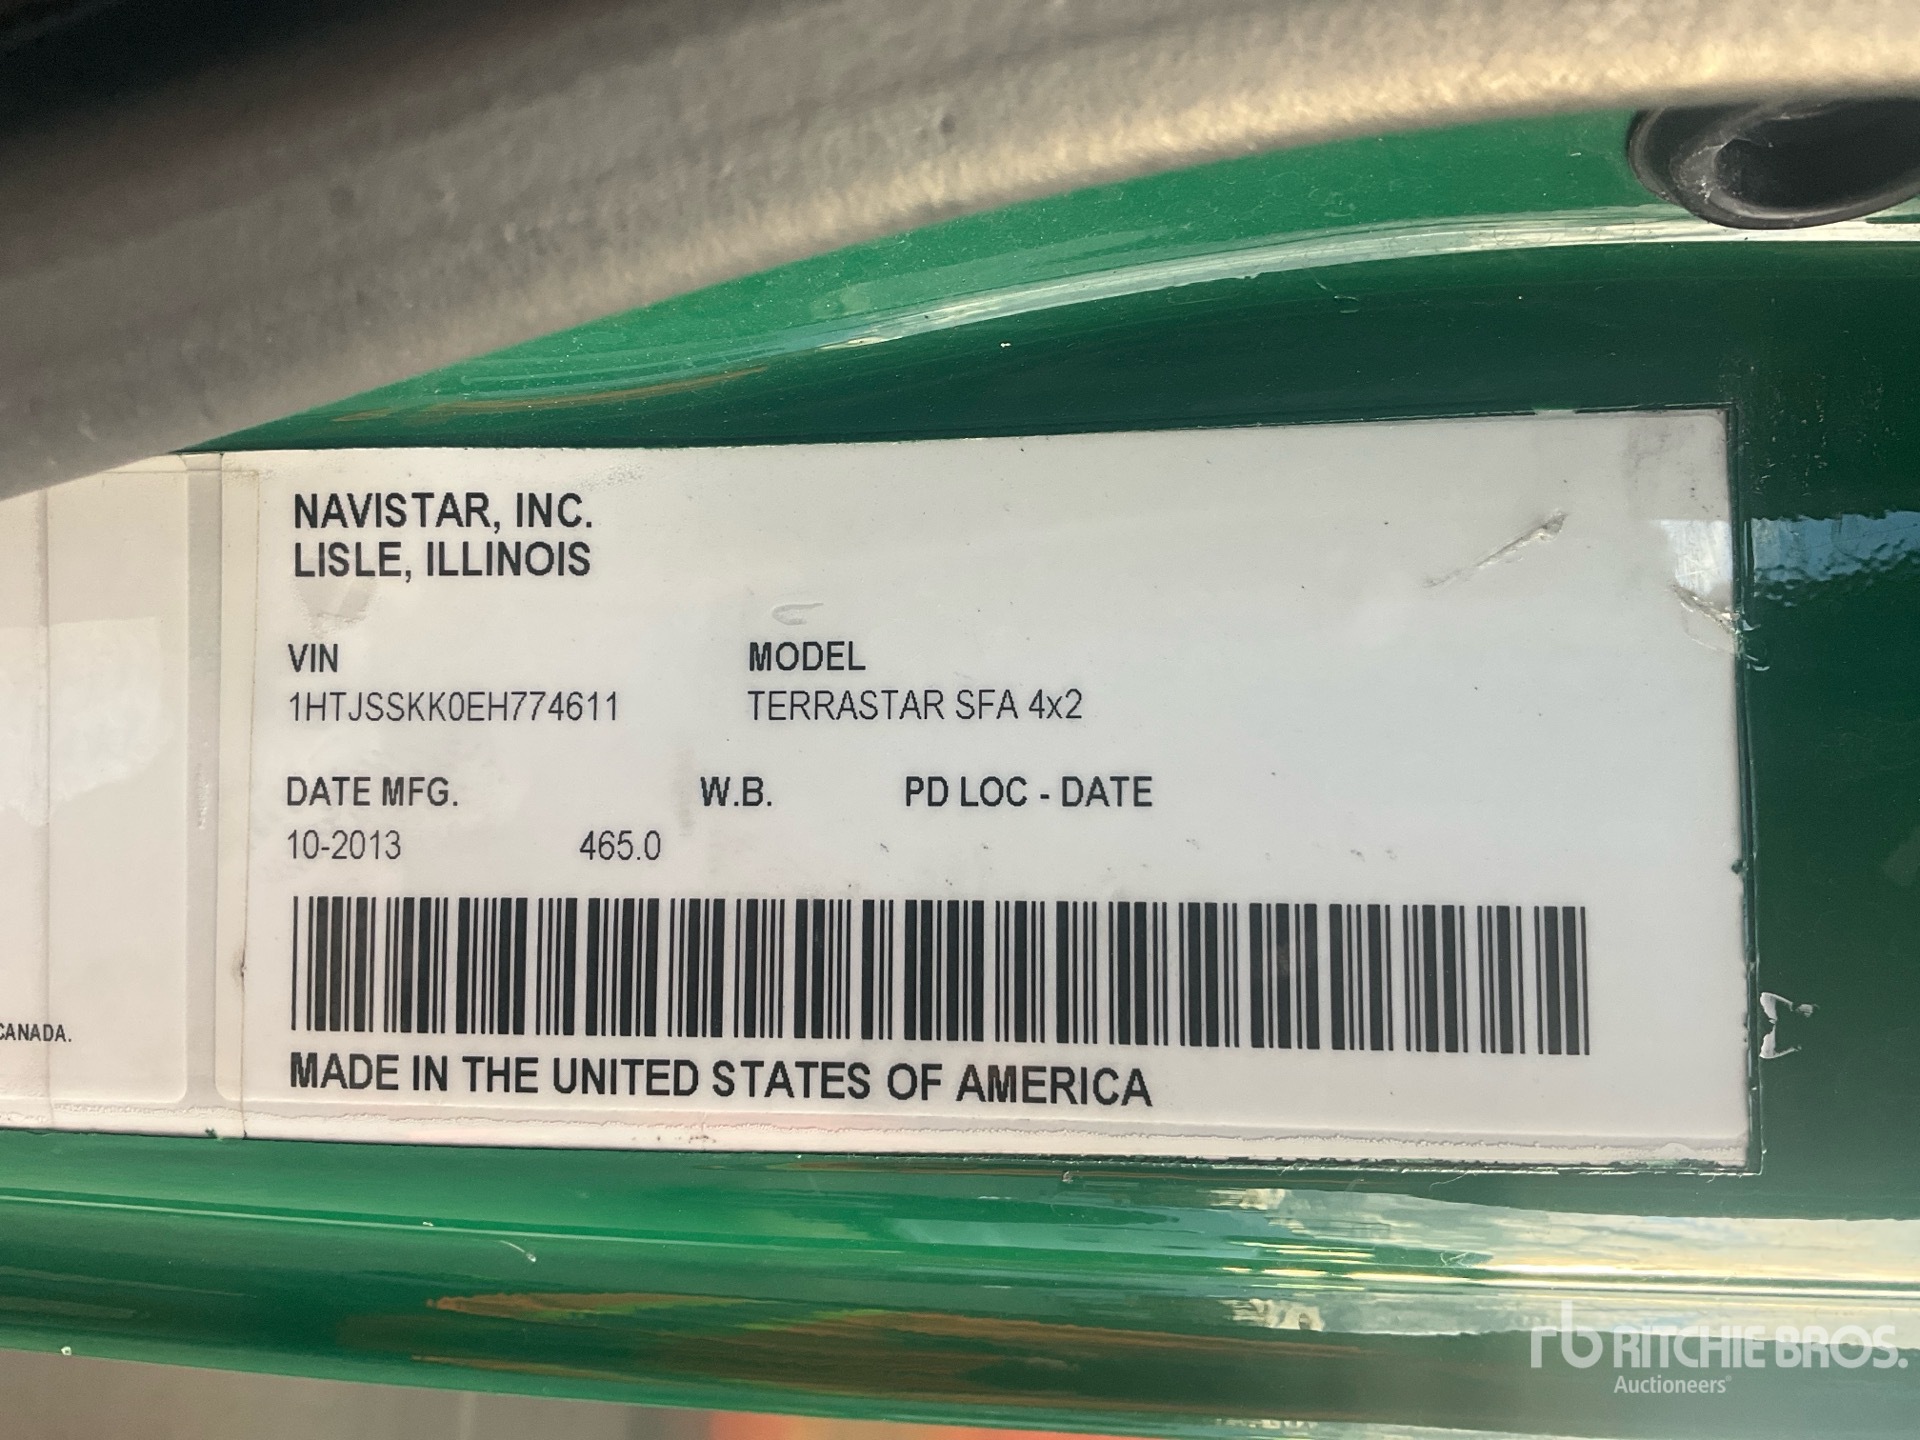 NAVISTAR, INC.
LISLE, ILLINOIS
VIN MODEL
1HTJSSKK0EH774611 TERRASTAR SFA 4x2
DATE MFG. W.B. PD LOC - DATE
10-2013 465.0
CANADA.
MADE IN THE UNITED STATES OF AMERICA
rb RITCHIE BROS.
Auctioneers